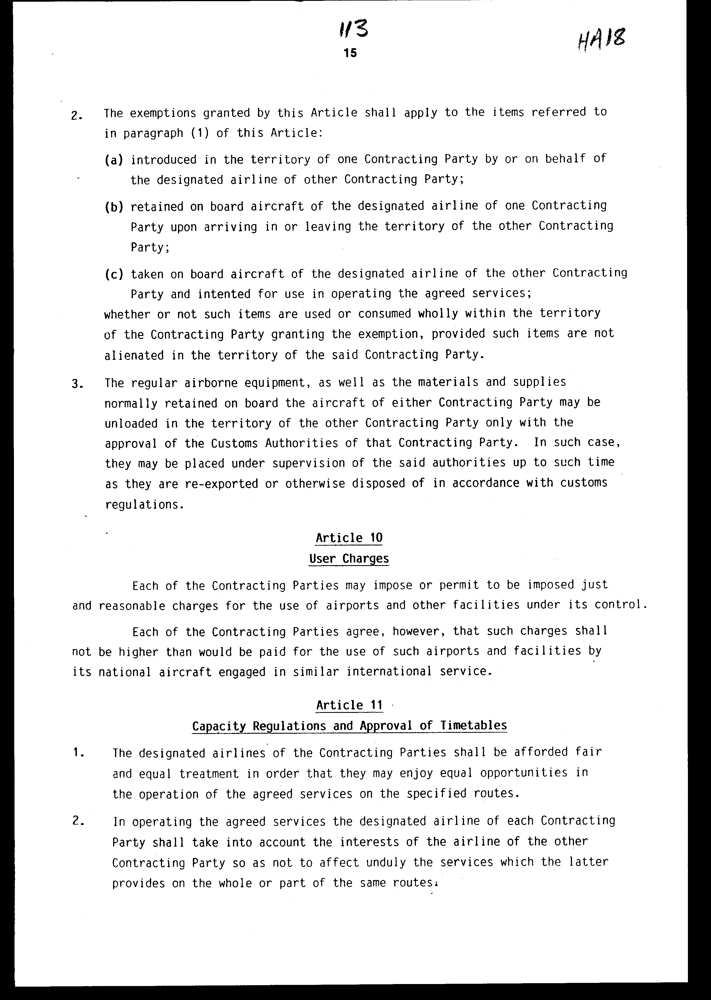 113
HA18
15
2. The exemptions granted by this Article shall apply to the items referred to
in paragraph (1) of this Article:
(a) introduced in the territory of one Contracting Party by or on behalf of
the designated airline of other Contracting Party;
(b) retained on board aircraft of the designated airline of one Contracting
Party upon arriving in or leaving the territory of the other Contracting
Party;
(c) taken on board aircraft of the designated airline of the other Contracting
Party and intented for use in operating the agreed services;
whether or not such items are used or consumed wholly within the territory
of the Contracting Party granting the exemption, provided such items are not
alienated in the territory of the said Contracting Party.
3. The regular airborne equipment, as well as the materials and supplies
normally retained on board the aircraft of either Contracting Party may be
unloaded in the territory of the other Contracting Party only with the
approval of the Customs Authorities of that Contracting Party. In such case,
they may be placed under supervision of the said authorities up to such time
as they are re-exported or otherwise disposed of in accordance with customs
regulations.
Article 10
User Charges
Each of the Contracting Parties may impose or permit to be imposed just
and reasonable charges for the use of airports and other facilities under its control.
Each of the Contracting Parties agree, however, that such charges shall
not be higher than would be paid for the use of such airports and facilities by
its national aircraft engaged in similar international service.
Article 11
Capacity Regulations and Approval of Timetables
1. The designated airlines of the Contracting Parties shall be afforded fair
and equal treatment in order that they may enjoy equal opportunities in
the operation of the agreed services on the specified routes.
2. In operating the agreed services the designated airline of each Contracting
Party shall take into account the interests of the airline of the other
Contracting Party so as not to affect unduly the services which the latter
provides on the whole or part of the same routes: